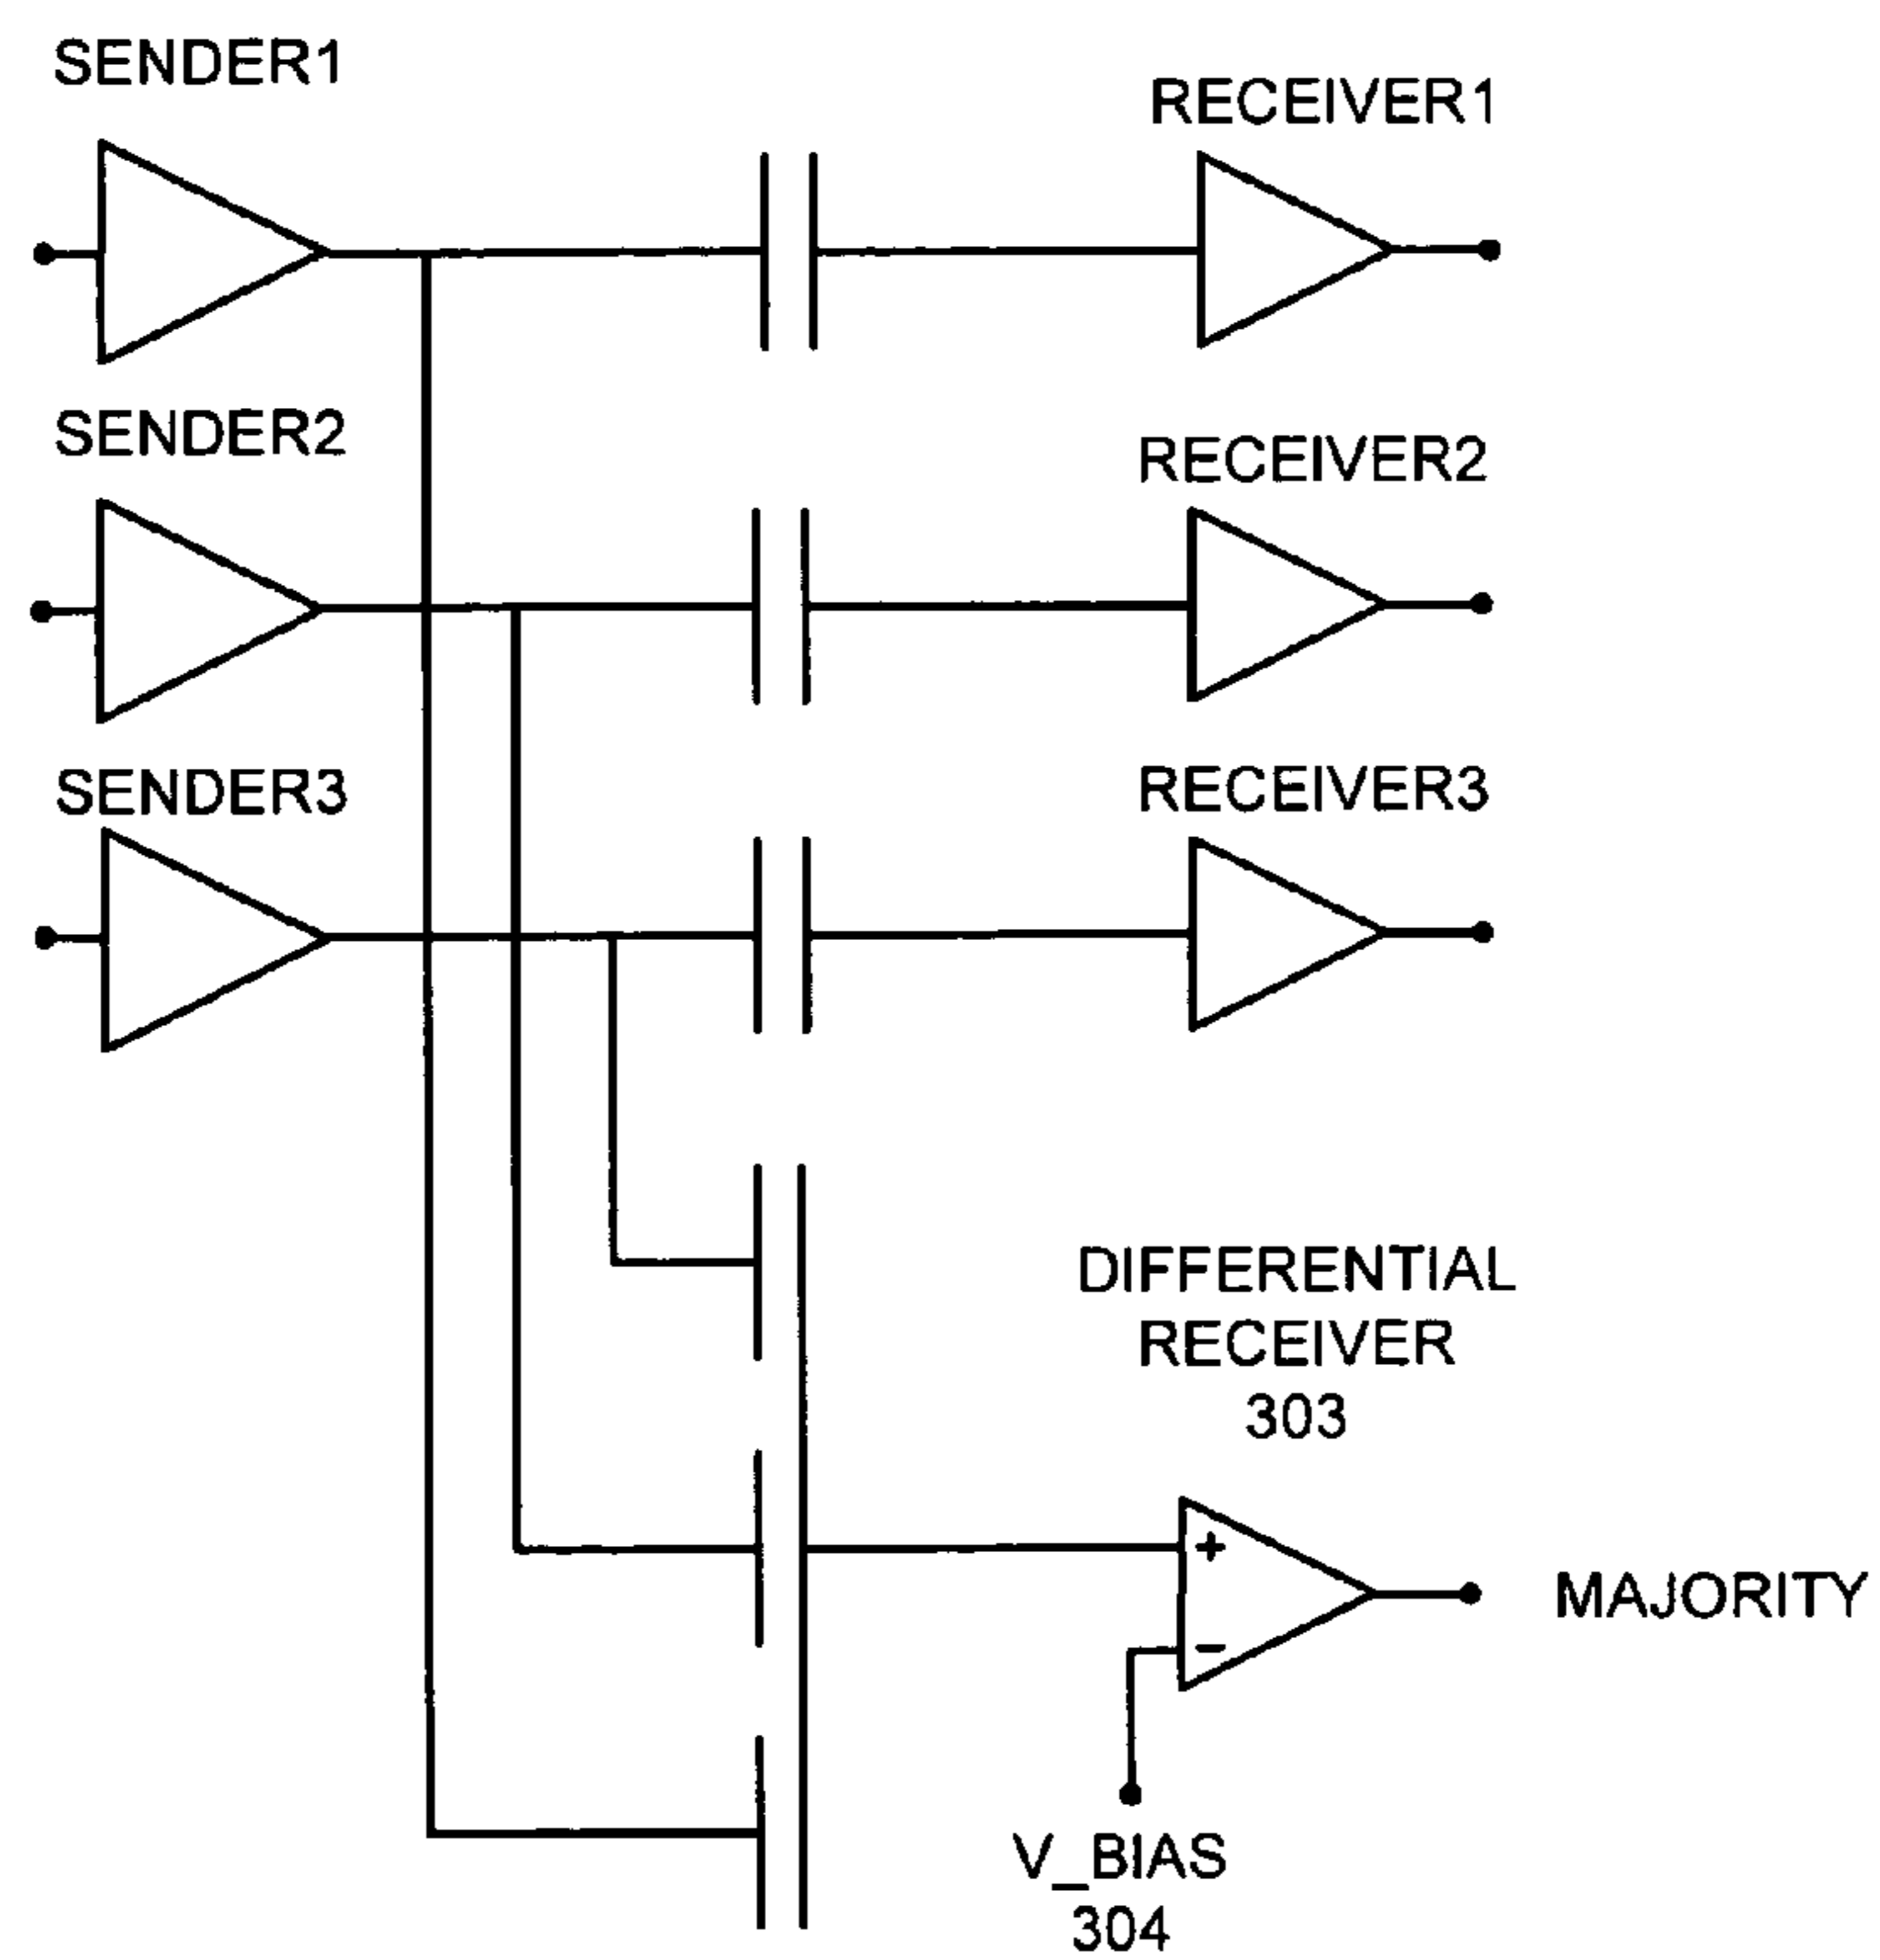 SENDER1
RECEIVER1
SENDER2
RECEIVER2
SENDER3
RECEIVER3
DIFFERENTIAL
RECEIVER
303
+
−
MAJORITY
V_BIAS
304